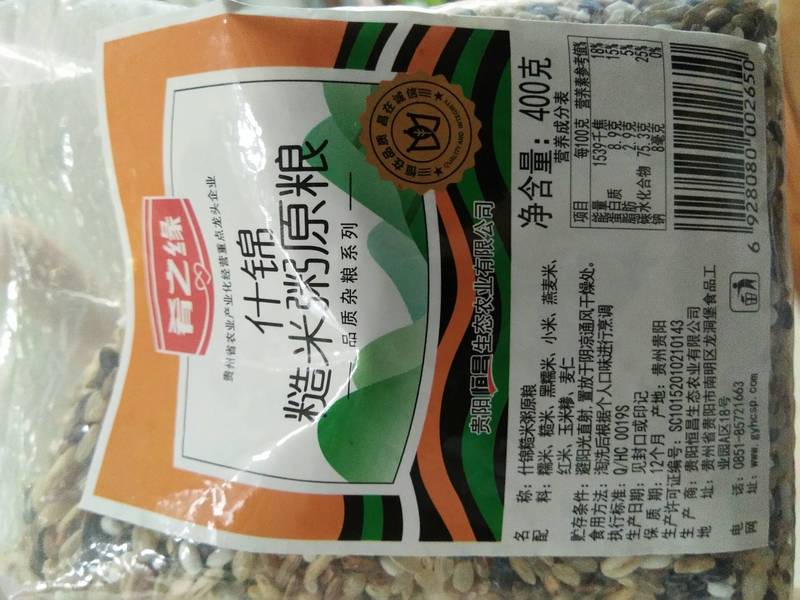 肴之缘
贵州省农业产业化经营重点龙头企业
什锦
糙米粥原粮
品质杂粮系列
QUALITY AND INTEGRITY
贵阳恒昌生态农业有限公司
净含量：400克
营养成分表
项目 每100克 营养素参考值%
能量 1539千焦 18%
蛋白质 8.9克 15%
脂肪 2.9克 5%
碳水化合物 75.3克 25%
钠 8毫克 0%
名 称：什锦糙米粥原粮
配 料：糯米、糙米、黑糯米、小米、燕麦米、
红米、玉米糁、麦仁
贮存条件：避阳光直射，置放于阴凉通风干燥处。
食用方法：淘洗后根据个人口味进行烹调
执行标准：Q/HC 0019S
生产日期：见封口或印记
保 质 期：12个月 产地：贵州贵阳
生产许可证编号：SC10152010210143
生 产 商：贵阳恒昌生态农业有限公司
地 址：贵州省贵阳市南明区龙洞堡食品工
业园A区18号
电 话：0851-85721663
网 址：www.gyhcsp.com
6 928080 002650